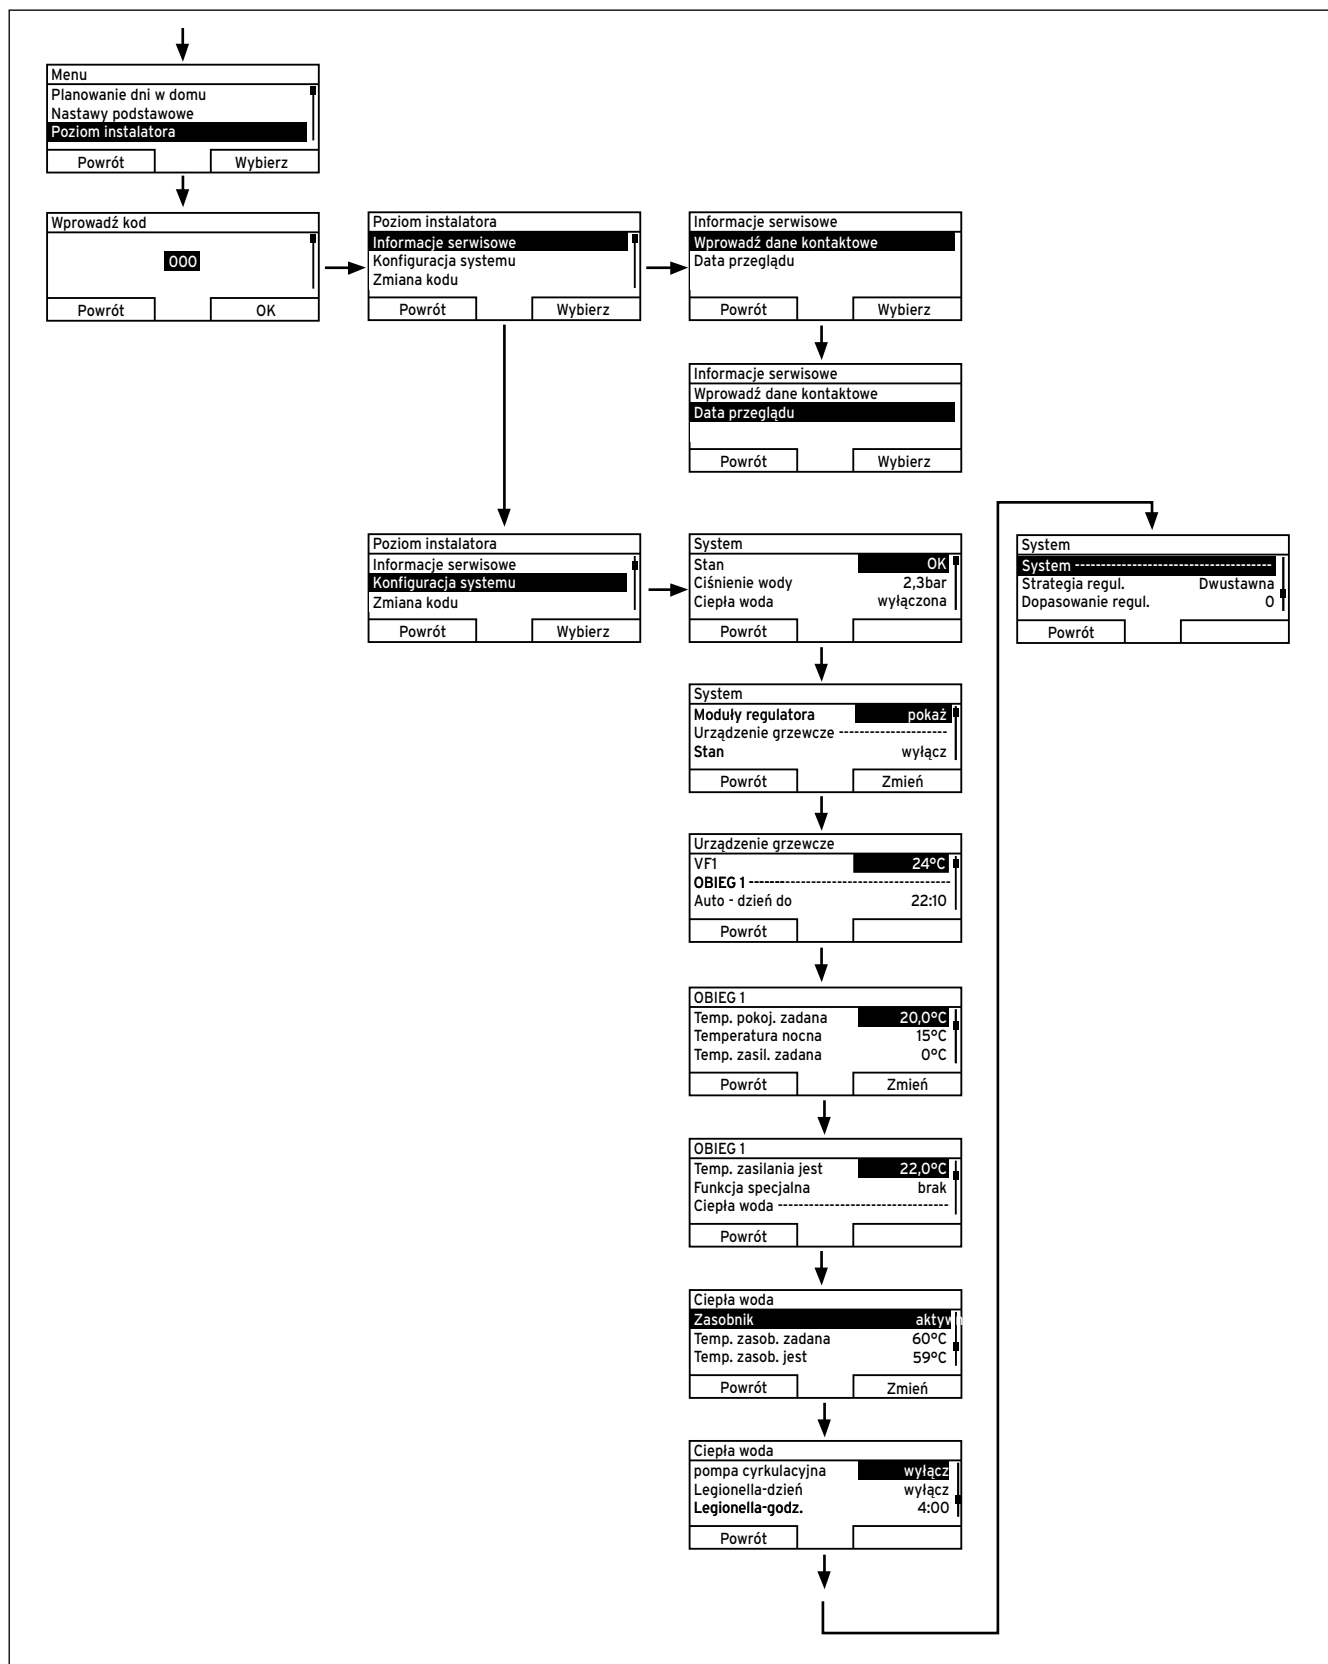 Menu
Planowanie dni w domu
Nastawy podstawowe
Poziom instalatora
Powrót Wybierz
Wprowadź kod
000
Powrót OK
Poziom instalatora
Informacje serwisowe
Konfiguracja systemu
Zmiana kodu
Powrót Wybierz
Informacje serwisowe
Wprowadź dane kontaktowe
Data przeglądu
Powrót Wybierz
Informacje serwisowe
Wprowadź dane kontaktowe
Data przeglądu
Powrót Wybierz
Poziom instalatora
Informacje serwisowe
Konfiguracja systemu
Zmiana kodu
Powrót Wybierz
System
Stan OK
Ciśnienie wody 2,3bar
Ciepła woda wyłączona
Powrót
System
Moduły regulatora pokaż
Urządzenie grzewcze ----------------------
Stan wyłącz
Powrót Zmień
Urządzenie grzewcze
VF1 24°C
OBIEG 1 ---------------------------------------
Auto - dzień do 22:10
Powrót
OBIEG 1
Temp. pokoj. zadana 20,0°C
Temperatura nocna 15°C
Temp. zasil. zadana 0°C
Powrót Zmień
OBIEG 1
Temp. zasilania jest 22,0°C
Funkcja specjalna brak
Ciepła woda ---------------------------------
Powrót
Ciepła woda
Zasobnik aktywn
Temp. zasob. zadana 60°C
Temp. zasob. jest 59°C
Powrót Zmień
Ciepła woda
pompa cyrkulacyjna wyłącz
Legionella-dzień wyłącz
Legionella-godz. 4:00
Powrót
System
System --------------------------------------
Strategia regul. Dwustawna
Dopasowanie regul. 0
Powrót